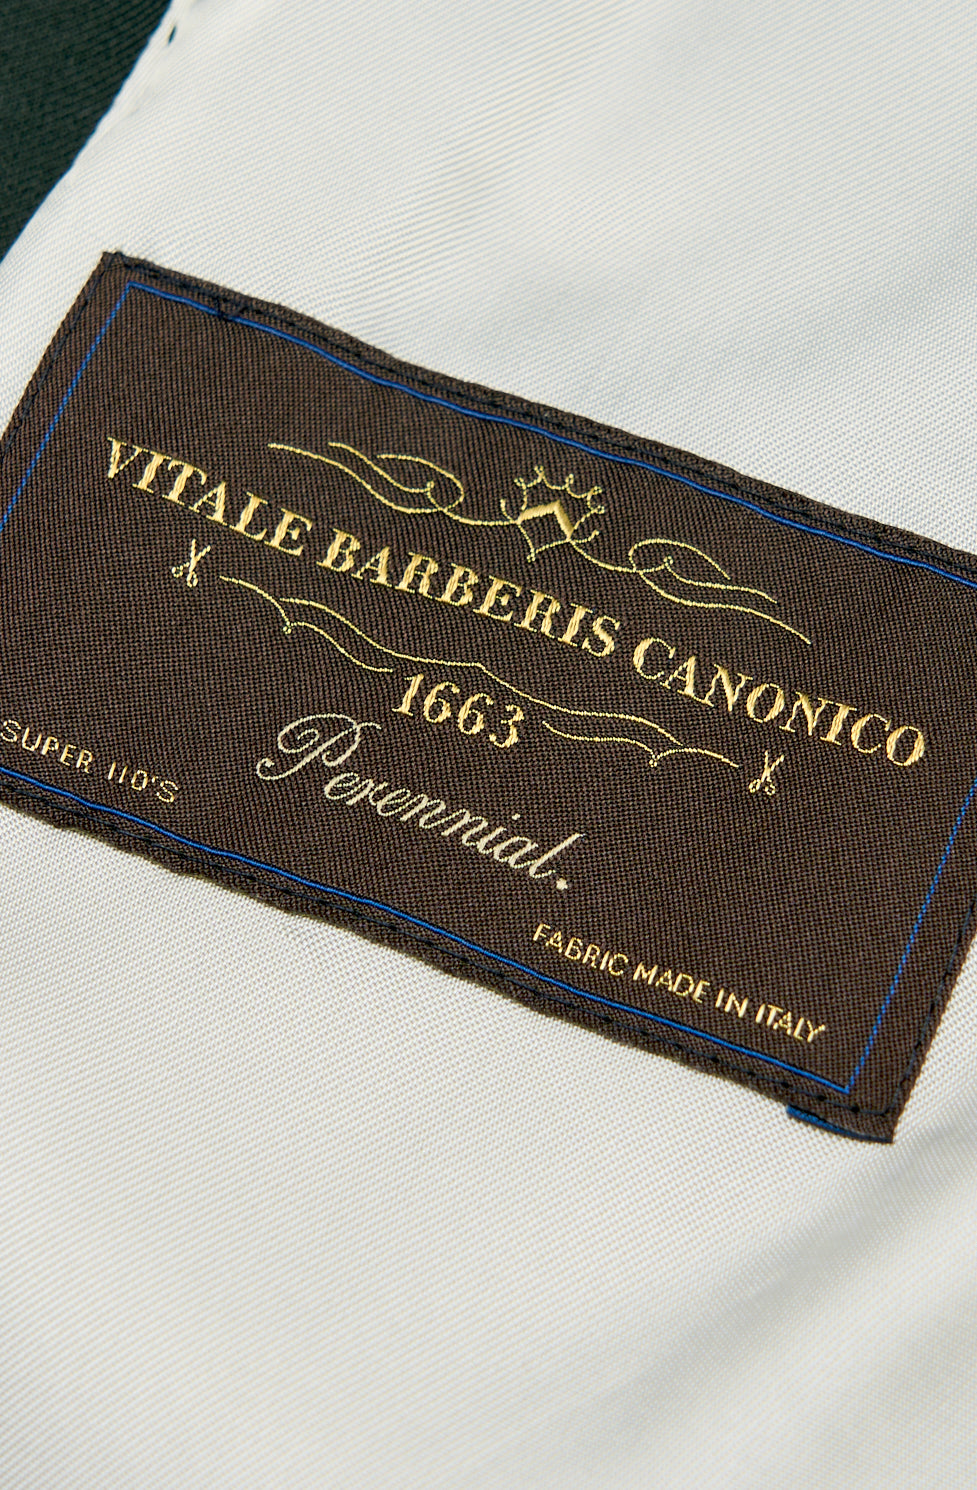 VITALE BARBERIS CANONICO
1663
Perennial.
SUPER 110'S
FABRIC MADE IN ITALY